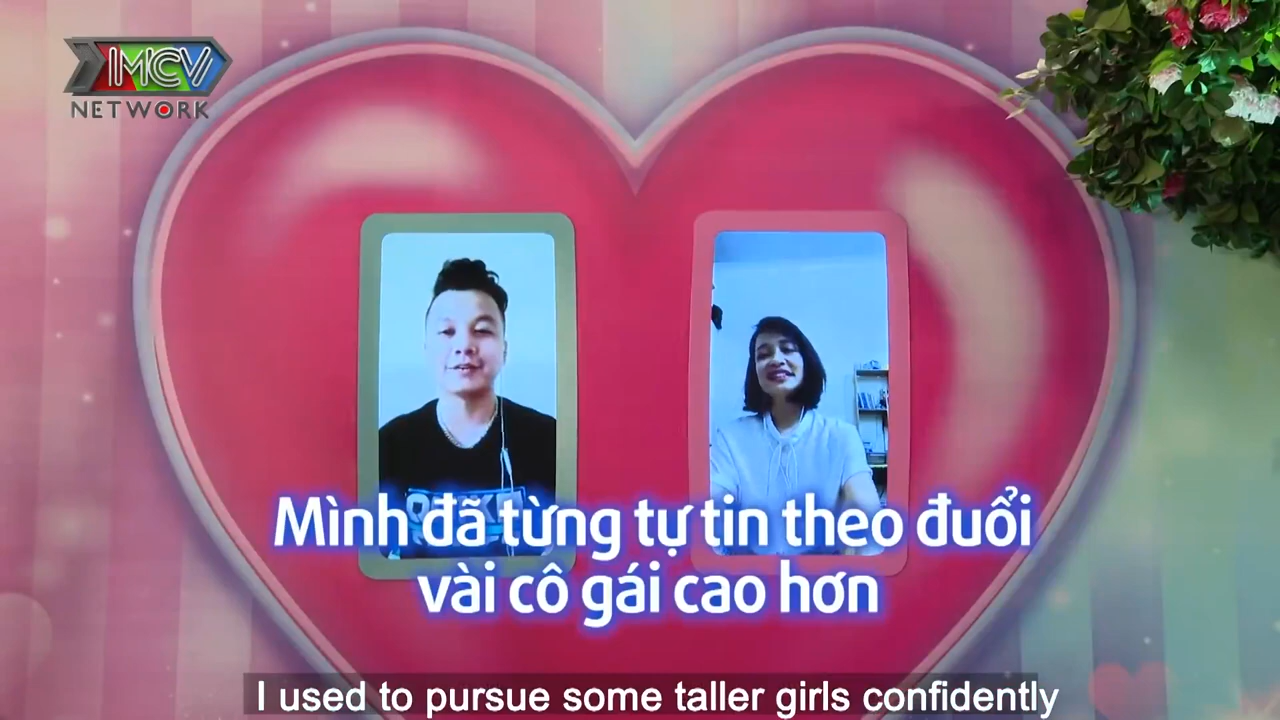 MCV
NETWORK
Mình đã từng tự tin theo đuổi
vài cô gái cao hơn
I used to pursue some taller girls confidently